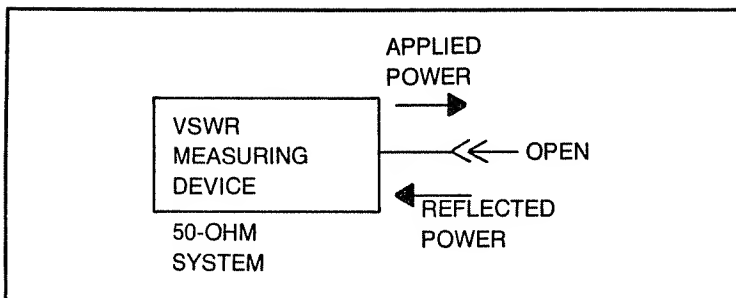 APPLIED
POWER
VSWR
MEASURING
DEVICE
OPEN
REFLECTED
POWER
50-OHM
SYSTEM